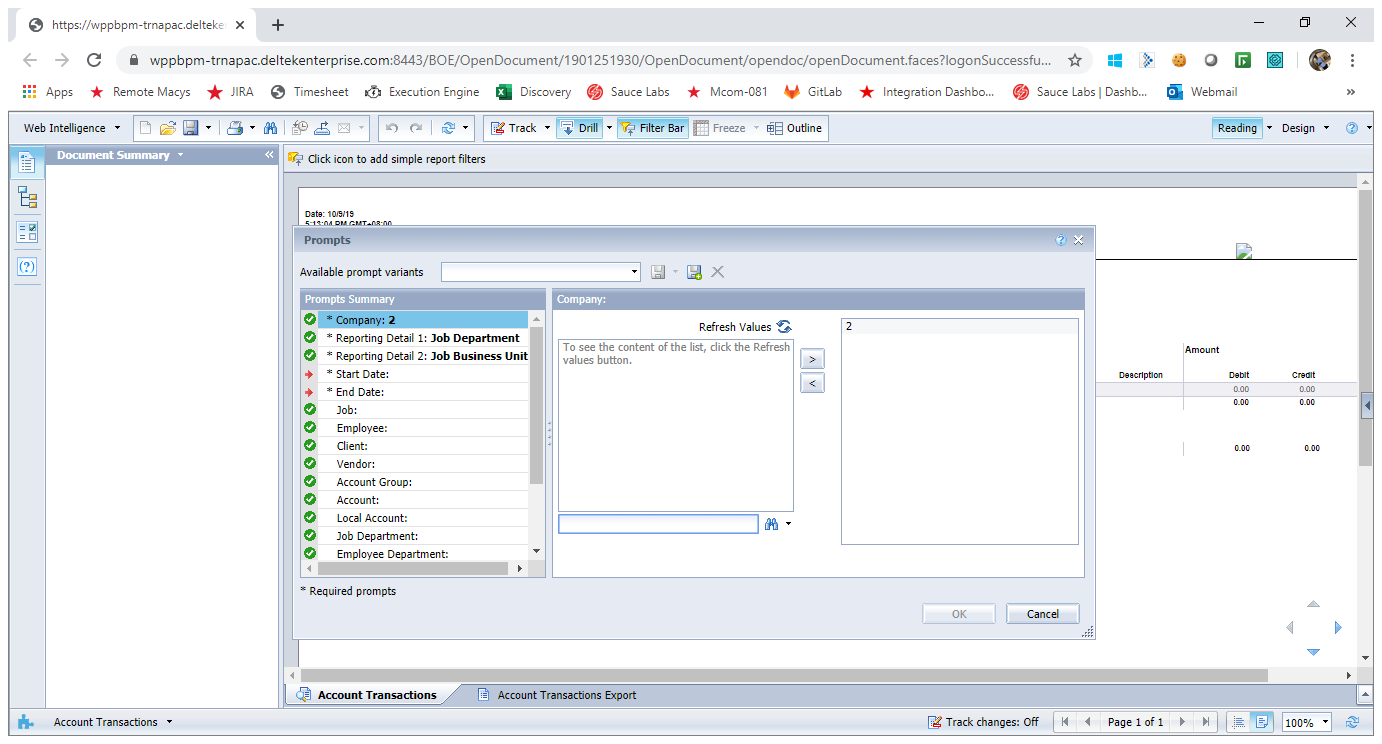 https://wppbpm-trnapac.delteke
wppbpm-trnapac.deltekenterprise.com:8443/BOE/OpenDocument/1901251930/OpenDocument/opendoc/openDocument.faces?logonSuccessfu...
Apps Remote Macys JIRA Timesheet Execution Engine Discovery Sauce Labs Mcom-081 GitLab Integration Dashbo... Sauce Labs | Dashb... Webmail »
Web Intelligence Track Drill Filter Bar Freeze Outline Reading Design
Document Summary «
Click icon to add simple report filters
Date: 10/9/19
5:13:04 PM GMT+08:00
Prompts
Available prompt variants
Prompts Summary
* Company: 2
* Reporting Detail 1: Job Department
* Reporting Detail 2: Job Business Unit
* Start Date:
* End Date:
Job:
Employee:
Client:
Vendor:
Account Group:
Account:
Local Account:
Job Department:
Employee Department:
* Required prompts
Company:
Refresh Values
To see the content of the list, click the Refresh
values button.
>
<
2
OK Cancel
Amount
Description Debit Credit
0.00 0.00
0.00 0.00
0.00 0.00
Account Transactions Account Transactions Export
Account Transactions Track changes: Off Page 1 of 1 100%